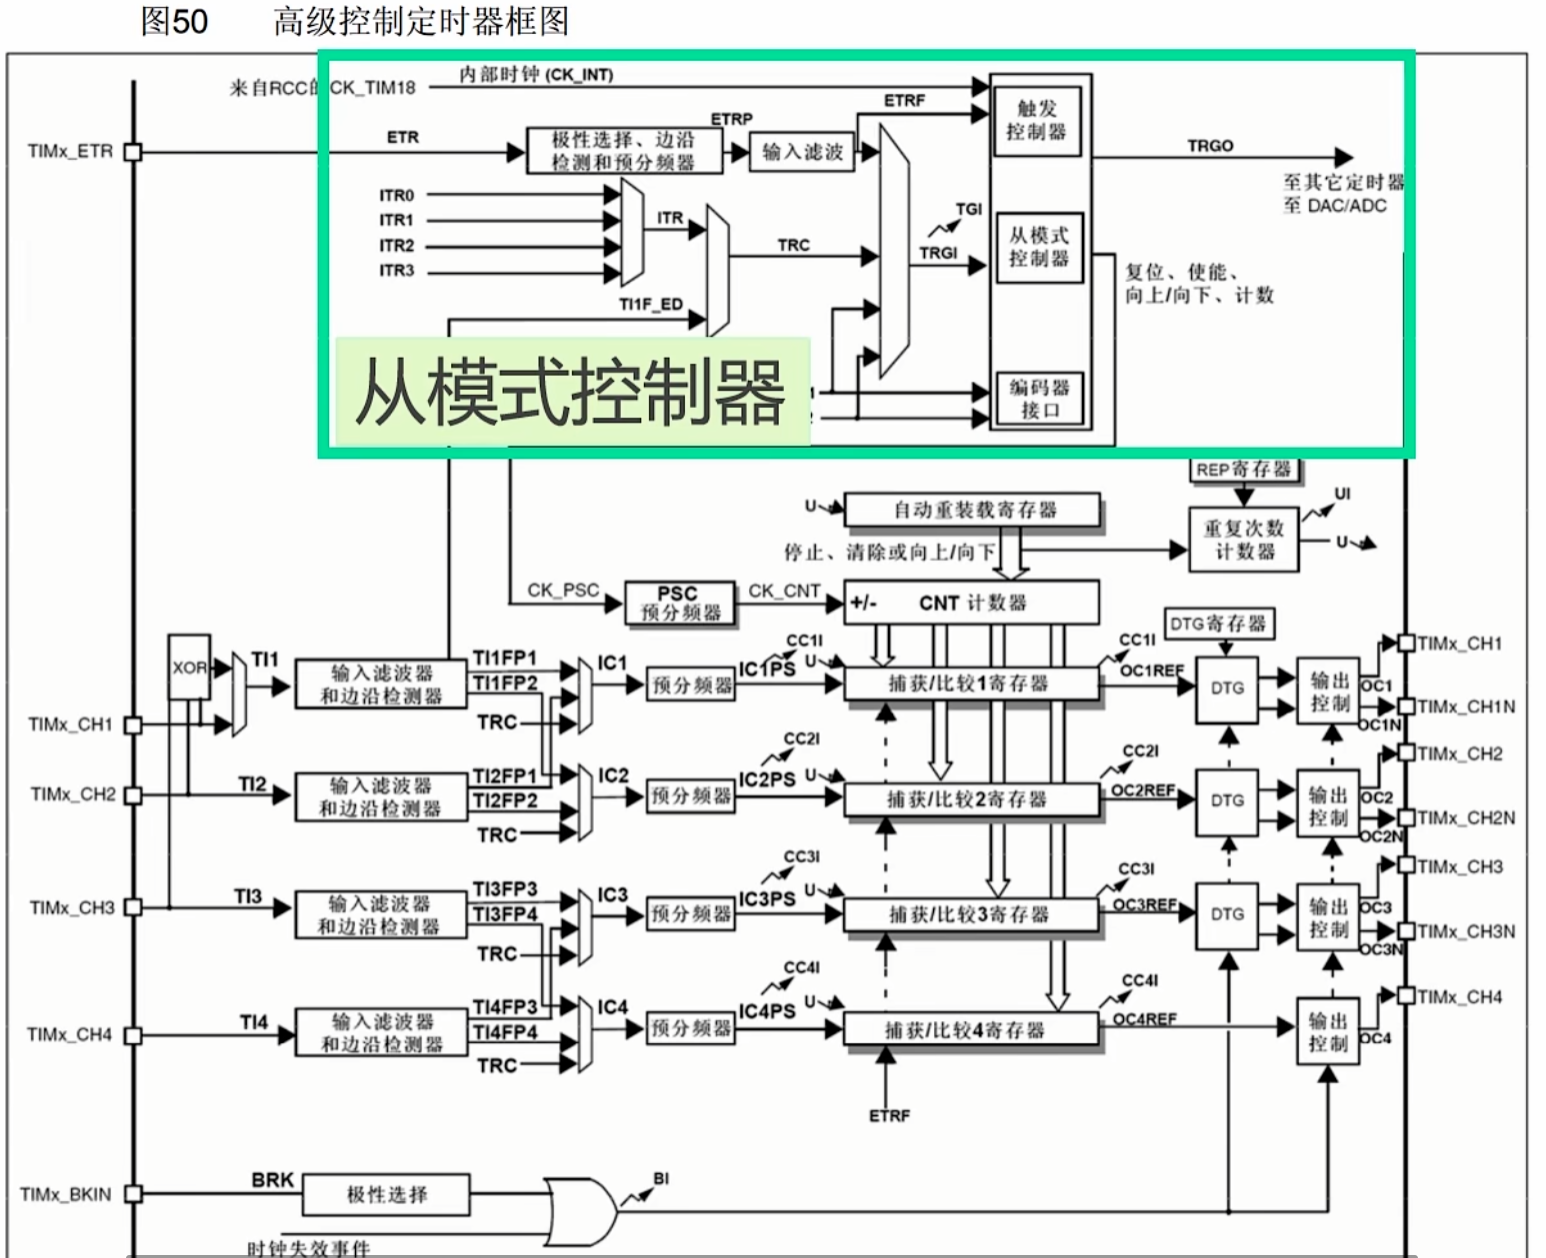 图50 高级控制定时器框图
内部时钟 (CK_INT)
来自RCC的 CK_TIM18
ETRF
触发
控制器
TIMx_ETR
ETR
极性选择、边沿
检测和预分频器
ETRP
输入滤波
TRGO
至其它定时器
至 DAC/ADC
ITR0
ITR1
ITR2
ITR3
ITR
TRC
TGI
TRGI
从模式
控制器
复位、使能、
向上/向下、计数
TI1F_ED
从模式控制器
编码器
接口
REP寄存器
U
自动重装载寄存器
UI
重复次数
计数器
U
停止、清除或向上/向下
CK_PSC
PSC
预分频器
CK_CNT
+/-
CNT 计数器
DTG寄存器
XOR
TI1
输入滤波器
和边沿检测器
TI1FP1
TI1FP2
TRC
IC1
预分频器
IC1PS
CC1I
U
捕获/比较1寄存器
CC1I
OC1REF
DTG
输出
控制
OC1
OC1N
TIMx_CH1
TIMx_CH1N
TIMx_CH1
TIMx_CH2
TI2
输入滤波器
和边沿检测器
TI2FP1
TI2FP2
TRC
IC2
预分频器
IC2PS
CC2I
U
捕获/比较2寄存器
CC2I
OC2REF
DTG
输出
控制
OC2
OC2N
TIMx_CH2
TIMx_CH2N
TIMx_CH3
TI3
输入滤波器
和边沿检测器
TI3FP3
TI3FP4
TRC
IC3
预分频器
IC3PS
CC3I
U
捕获/比较3寄存器
CC3I
OC3REF
DTG
输出
控制
OC3
OC3N
TIMx_CH3
TIMx_CH3N
TIMx_CH4
TI4
输入滤波器
和边沿检测器
TI4FP3
TI4FP4
TRC
IC4
预分频器
IC4PS
CC4I
U
捕获/比较4寄存器
CC4I
OC4REF
输出
控制
OC4
TIMx_CH4
ETRF
TIMx_BKIN
BRK
极性选择
BI
时钟失效事件